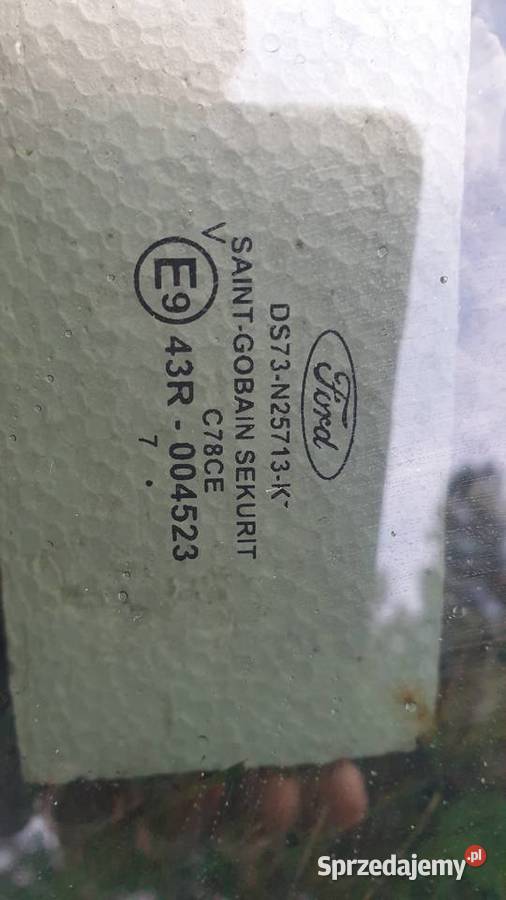 Ford
DS73-N25713-K
SAINT-GOBAIN SEKURIT
V
C78CE
E9 43R - 004523
7 .
Sprzedajemy.pl